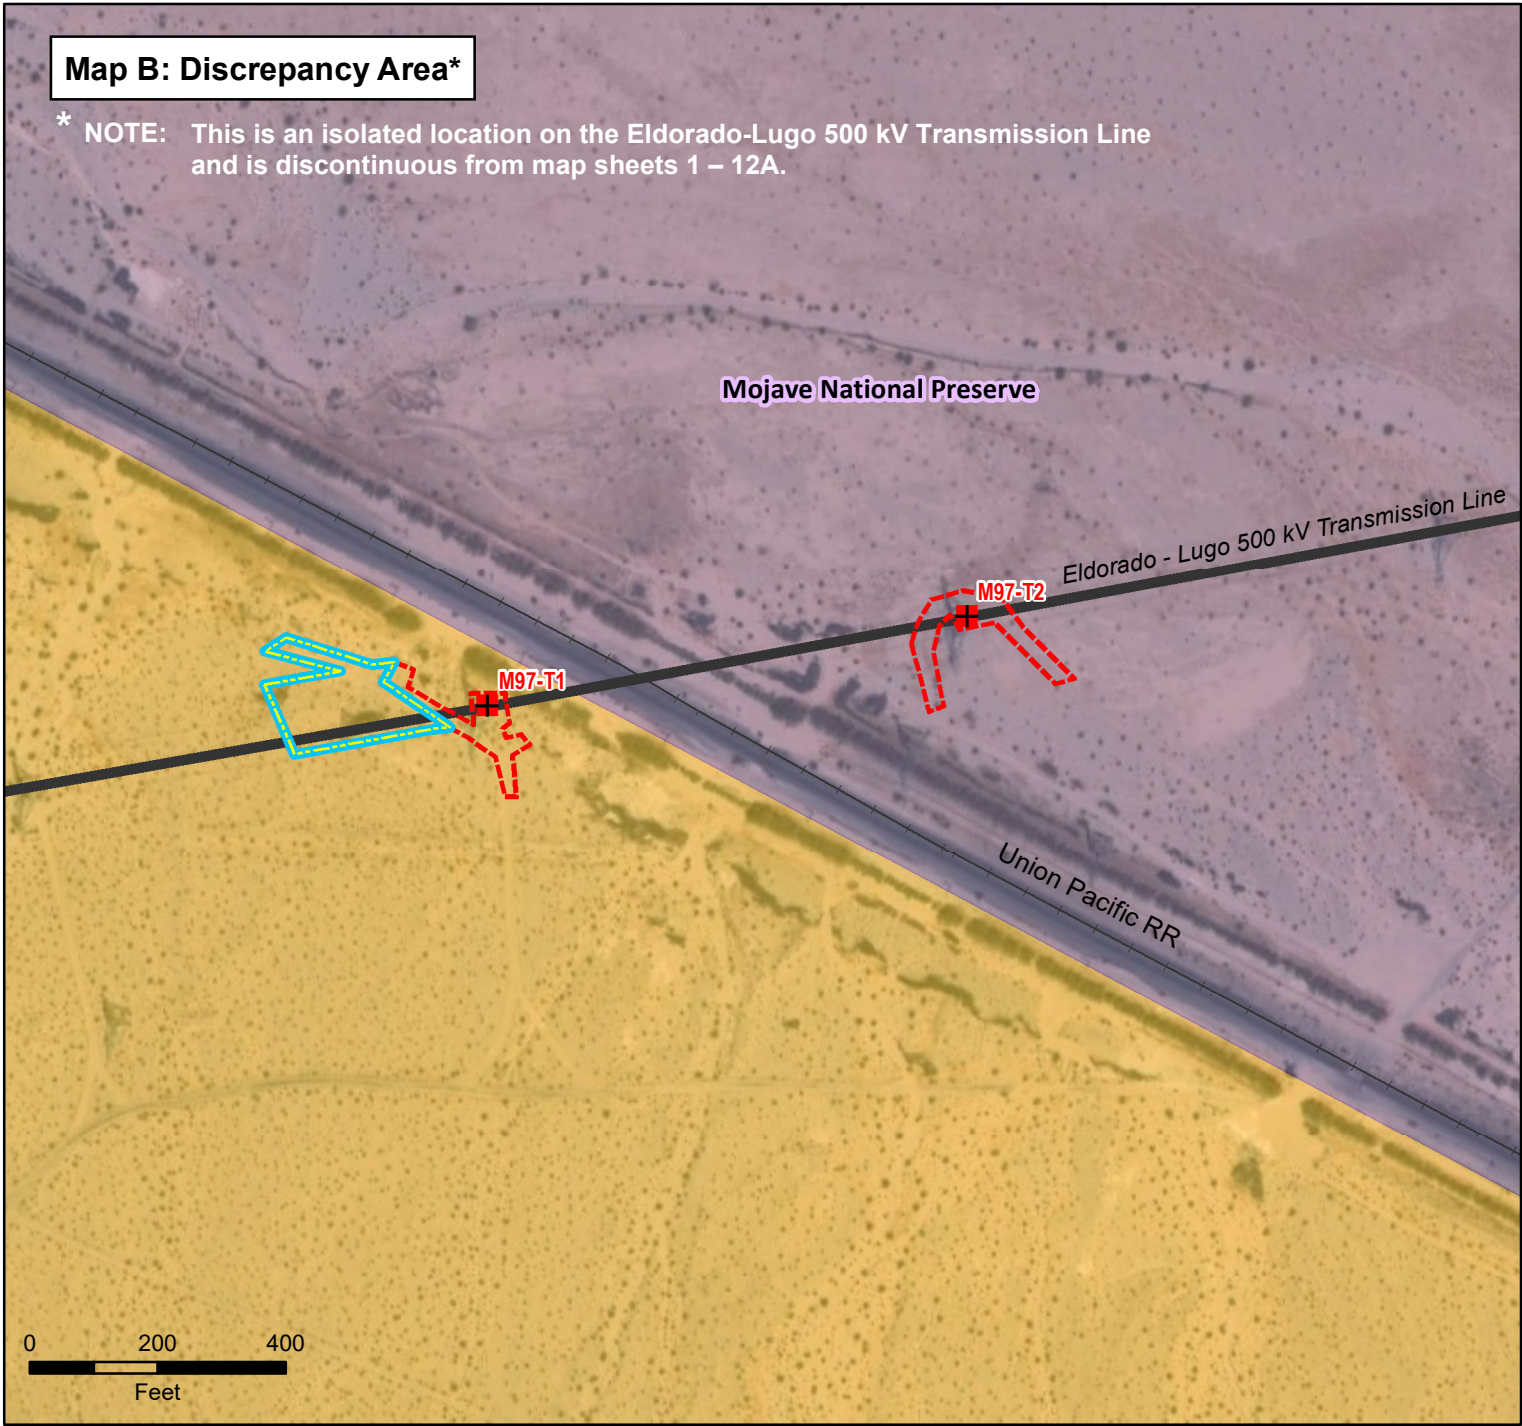 Map B: Discrepancy Area*
* NOTE: This is an isolated location on the Eldorado-Lugo 500 kV Transmission Line
and is discontinuous from map sheets 1 – 12A.
Mojave National Preserve
Eldorado - Lugo 500 kV Transmission Line
M97-T2
M97-T1
Union Pacific RR
0 200 400
Feet